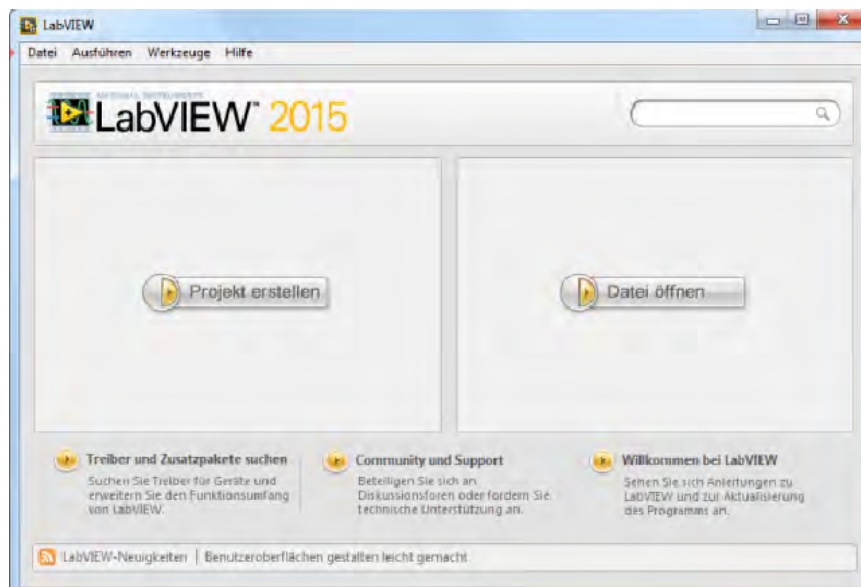 LabVIEW
Datei Ausführen Werkzeuge Hilfe
NATIONAL INSTRUMENTS
LabVIEW™ 2015
Projekt erstellen
Datei öffnen
Treiber und Zusatzpakete suchen
Suchen Sie Treiber für Geräte und
erweitern Sie den Funktionsumfang
von LabVIEW.
Community und Support
Beteiligen Sie sich an
Diskussionsforen oder fordern Sie
technische Unterstützung an.
Willkommen bei LabVIEW
Sehen Sie sich Anleitungen zu
LabVIEW und zur Aktualisierung
des Programms an.
LabVIEW-Neuigkeiten | Benutzeroberflächen gestalten leicht gemacht